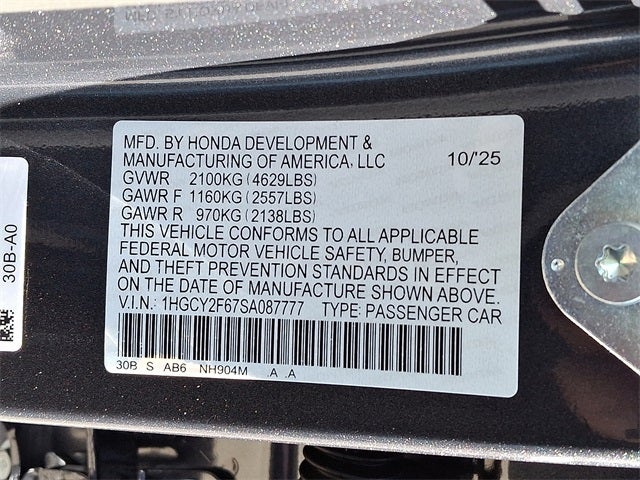 MFD. BY HONDA DEVELOPMENT &
MANUFACTURING OF AMERICA, LLC 10/'25
GVWR 2100KG (4629LBS)
GAWR F 1160KG (2557LBS)
GAWR R 970KG (2138LBS)
THIS VEHICLE CONFORMS TO ALL APPLICABLE
FEDERAL MOTOR VEHICLE SAFETY, BUMPER,
AND THEFT PREVENTION STANDARDS IN EFFECT
ON THE DATE OF MANUFACTURE SHOWN ABOVE.
V.I.N.: 1HGCY2F67SA087777 TYPE: PASSENGER CAR
30B S AB6 NH904M .A .A
30B-A0